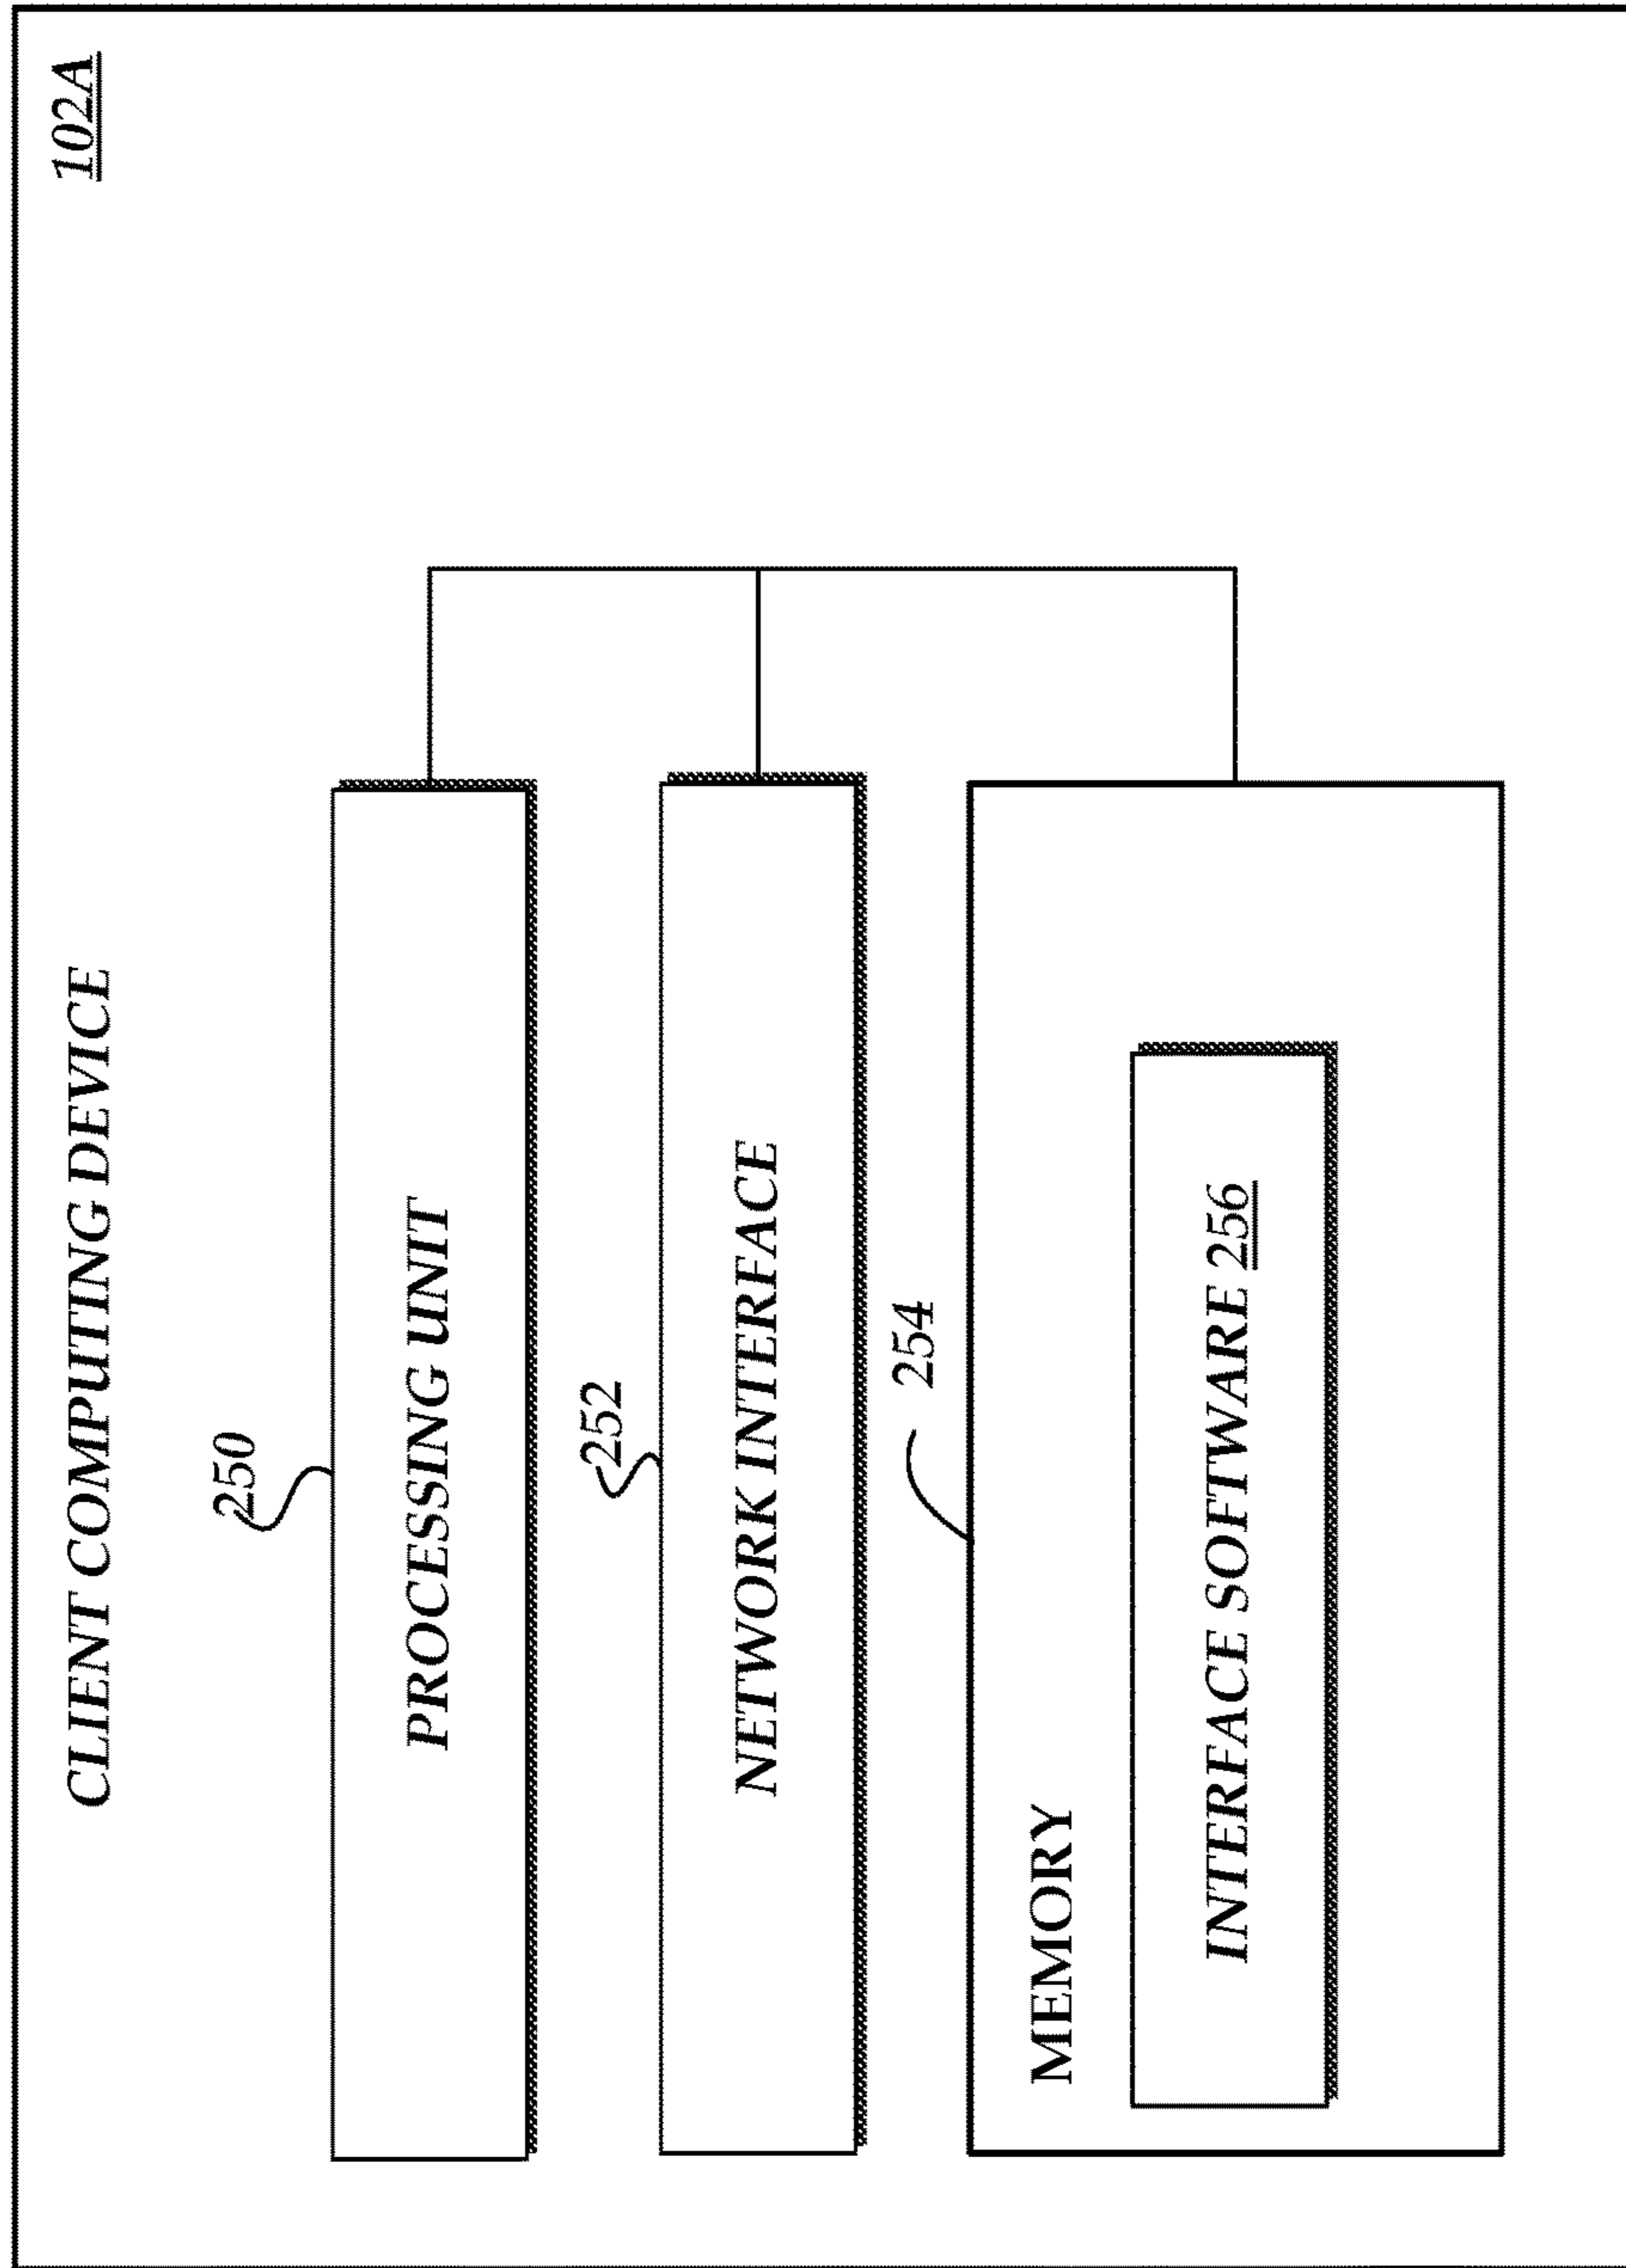 102A
CLIENT COMPUTING DEVICE
250
PROCESSING UNIT
252
NETWORK INTERFACE
254
MEMORY
INTERFACE SOFTWARE 256